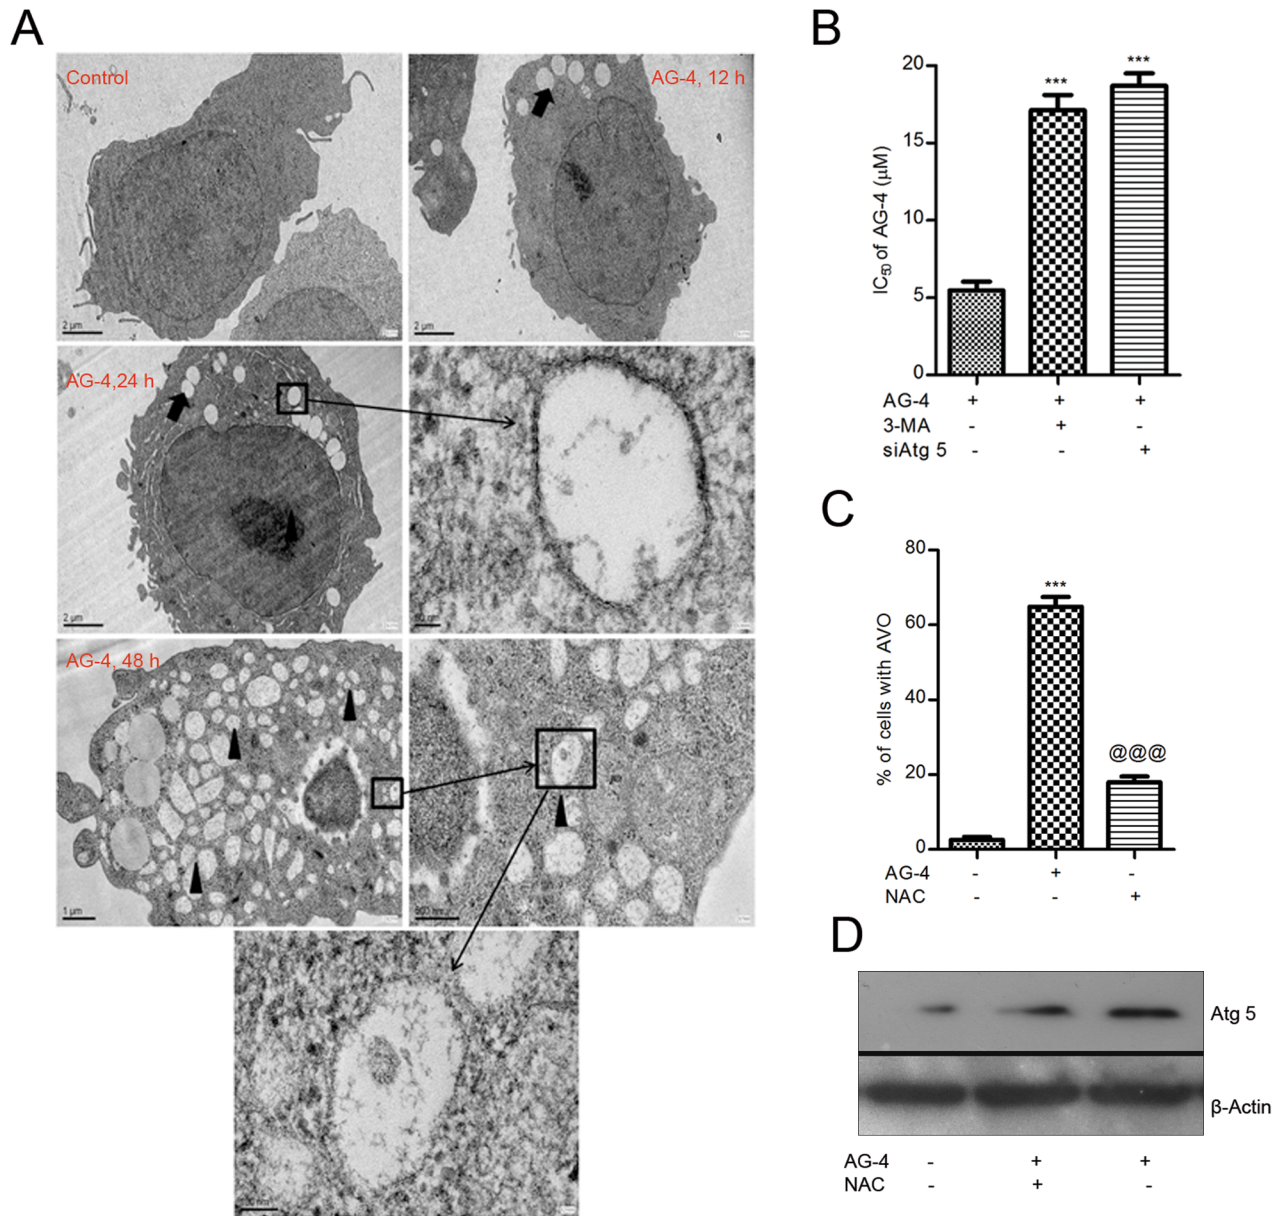 A
Control
2 µm
AG-4, 12 h
2 µm
AG-4,24 h
2 µm
AG-4, 48 h
1 µm
B
20
15
10
5
0
IC50 of AG-4 (µM)
***
***
AG-4 + + +
3-MA - + -
siAtg 5 - - +
C
80
60
40
20
0
% of cells with AVO
***
@@@
AG-4 - + -
NAC - - +
D
Atg 5
β-Actin
AG-4 - + +
NAC - + -